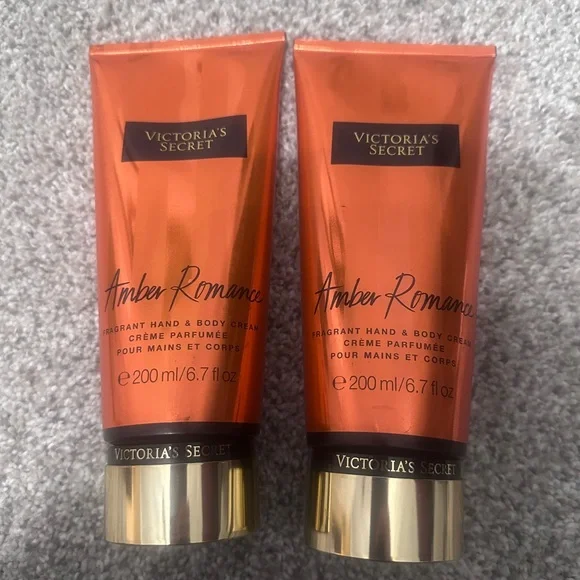 VICTORIA'S
SECRET
Amber Romance
FRAGRANT HAND & BODY CREAM
CRÈME PARFUMÉE
POUR MAINS ET CORPS
e 200 ml/6.7 fl oz
VICTORIA'S SECRET
VICTORIA'S
SECRET
Amber Romance
FRAGRANT HAND & BODY CREAM
CRÈME PARFUMÉE
POUR MAINS ET CORPS
e 200 ml/6.7 fl oz
VICTORIA'S SECRET